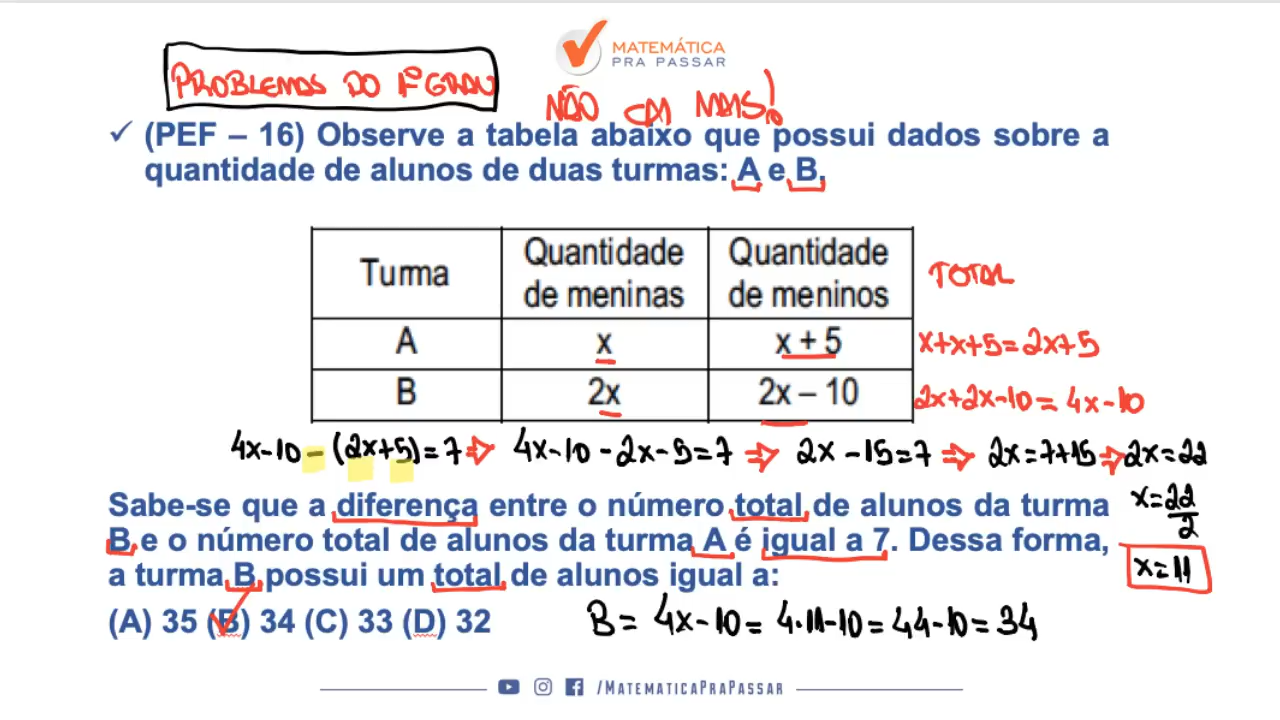 MATEMÁTICA
PRA PASSAR
PROBLEMAS DO 1º GRAU
NÃO CAI MAIS!
✓ (PEF – 16) Observe a tabela abaixo que possui dados sobre a
quantidade de alunos de duas turmas: A e B.
Turma Quantidade de meninas Quantidade de meninos TOTAL
A x x + 5 x+x+5=2x+5
B 2x 2x – 10 2x+2x-10=4x-10
4x-10-(2x+5)=7 ⇒ 4x-10-2x-5=7 ⇒ 2x-15=7 ⇒ 2x=7+15 ⇒ 2x=22
Sabe-se que a diferença entre o número total de alunos da turma
x=22/2
B e o número total de alunos da turma A é igual a 7. Dessa forma,
a turma B possui um total de alunos igual a:
x=11
(A) 35 (B) 34 (C) 33 (D) 32
B=4x-10=4.11-10=44-10=34
/MATEMATICAPRAPASSAR